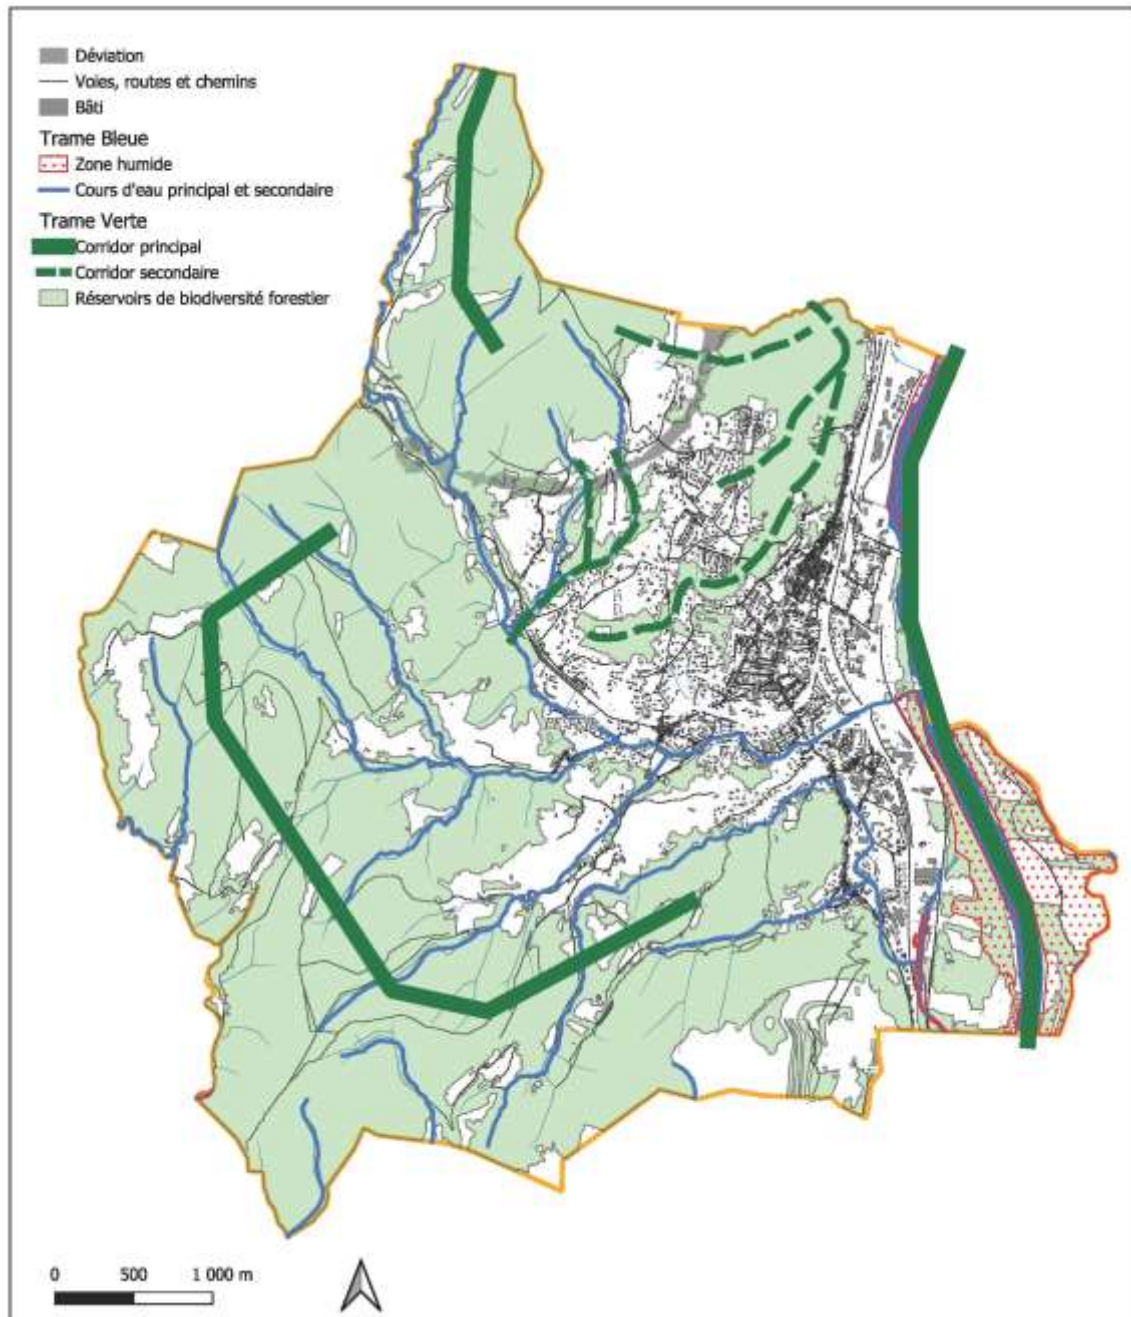 Déviation
Voies, routes et chemins
Bâti
Trame Bleue
Zone humide
Cours d'eau principal et secondaire
Trame Verte
Corridor principal
Corridor secondaire
Réservoirs de biodiversité forestier
0 500 1 000 m